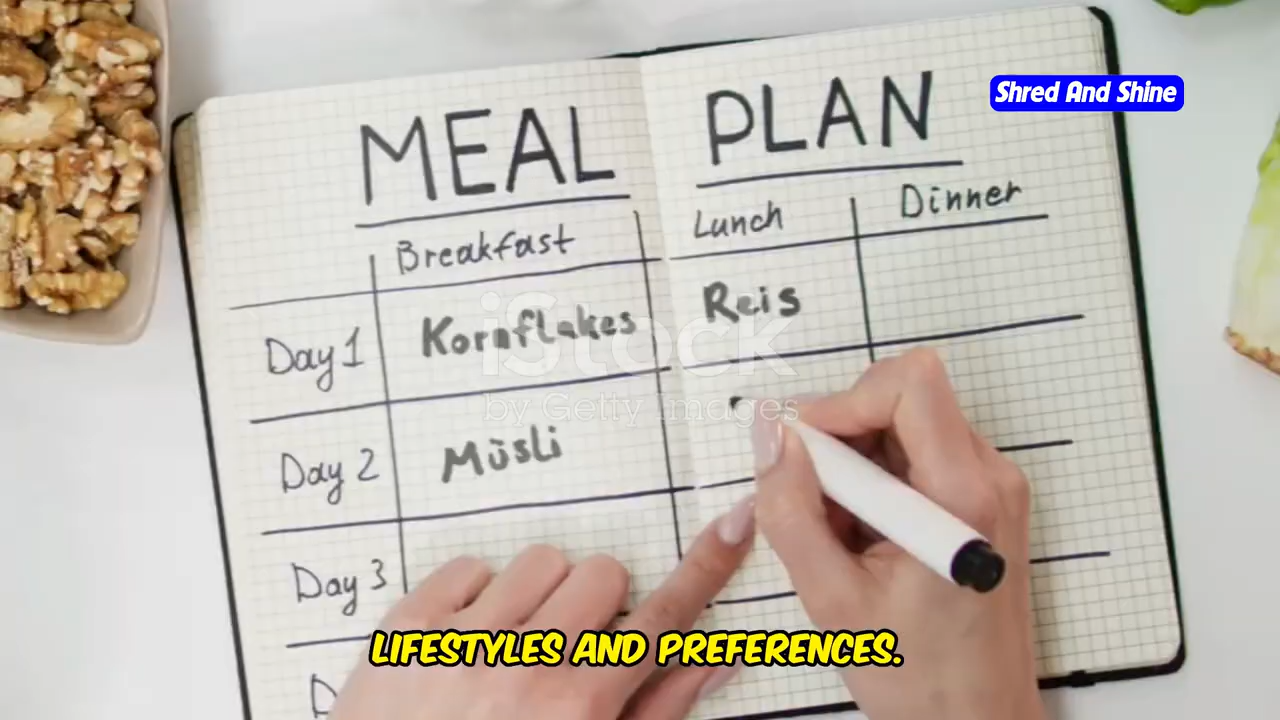 Shred And Shine
MEAL PLAN
Breakfast Lunch Dinner
Day 1 Kornflakes Reis
iStock
by Getty Images
Day 2 Müsli
Day 3
D
LIFESTYLES AND PREFERENCES.